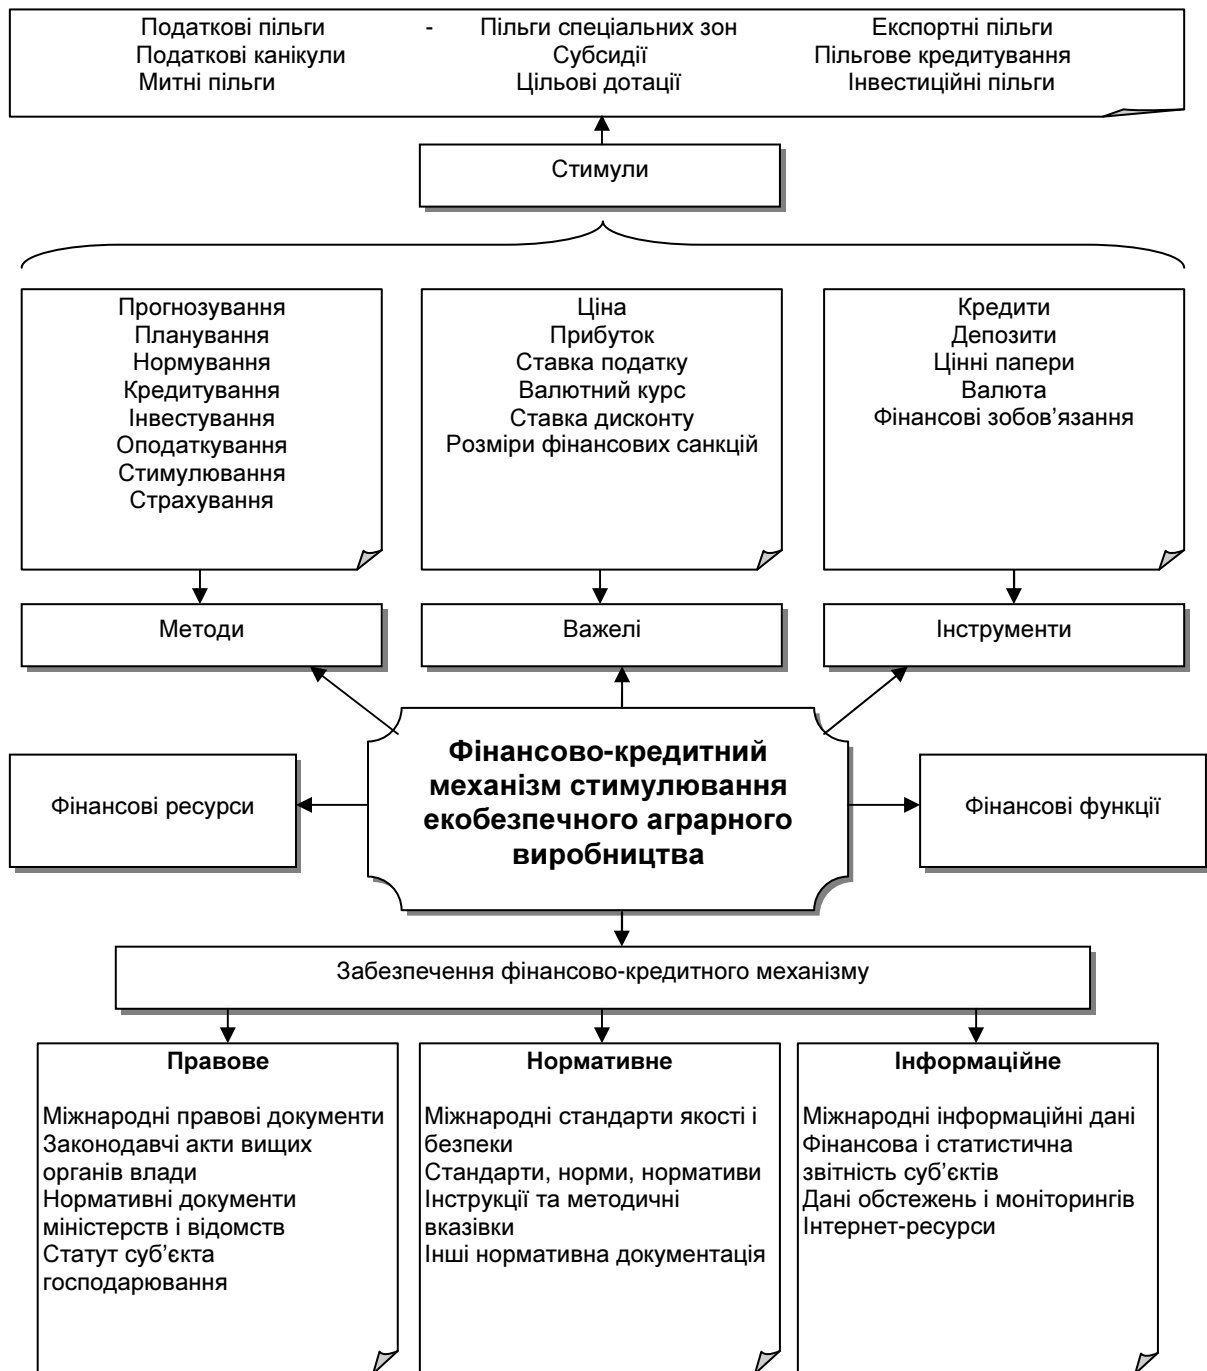 Податкові пільги - Пільги спеціальних зон Експортні пільги
Податкові канікули Субсидії Пільгове кредитування
Митні пільги Цільові дотації Інвестиційні пільги
Стимули
Прогнозування
Планування
Нормування
Кредитування
Інвестування
Оподаткування
Стимулювання
Страхування
Ціна
Прибуток
Ставка податку
Валютний курс
Ставка дисконту
Розміри фінансових санкцій
Кредити
Депозити
Цінні папери
Валюта
Фінансові зобов’язання
Методи
Важелі
Інструменти
Фінансово-кредитний
механізм стимулювання
екобезпечного аграрного
виробництва
Фінансові ресурси
Фінансові функції
Забезпечення фінансово-кредитного механізму
Правове
Міжнародні правові документи
Законодавчі акти вищих
органів влади
Нормативні документи
міністерств і відомств
Статут суб’єкта
господарювання
Нормативне
Міжнародні стандарти якості і
безпеки
Стандарти, норми, нормативи
Інструкції та методичні
вказівки
Інші нормативна документація
Інформаційне
Міжнародні інформаційні дані
Фінансова і статистична
звітність суб’єктів
Дані обстежень і моніторингів
Інтернет-ресурси